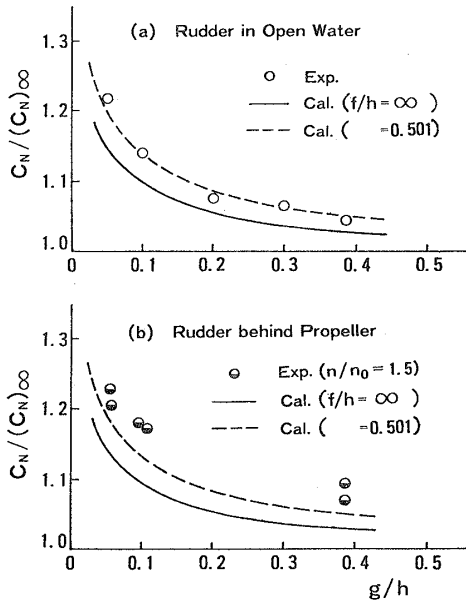 (a) Rudder in Open Water
Exp.
Cal. (f/h=∞)
Cal. ( =0.501)
C_N/(C_N)∞
1.3
1.2
1.1
1.0
0 0.1 0.2 0.3 0.4 0.5
(b) Rudder behind Propeller
Exp. (n/n₀=1.5)
Cal. (f/h=∞)
Cal. ( =0.501)
C_N/(C_N)∞
1.3
1.2
1.1
1.0
0 0.1 0.2 0.3 0.4 0.5
g/h